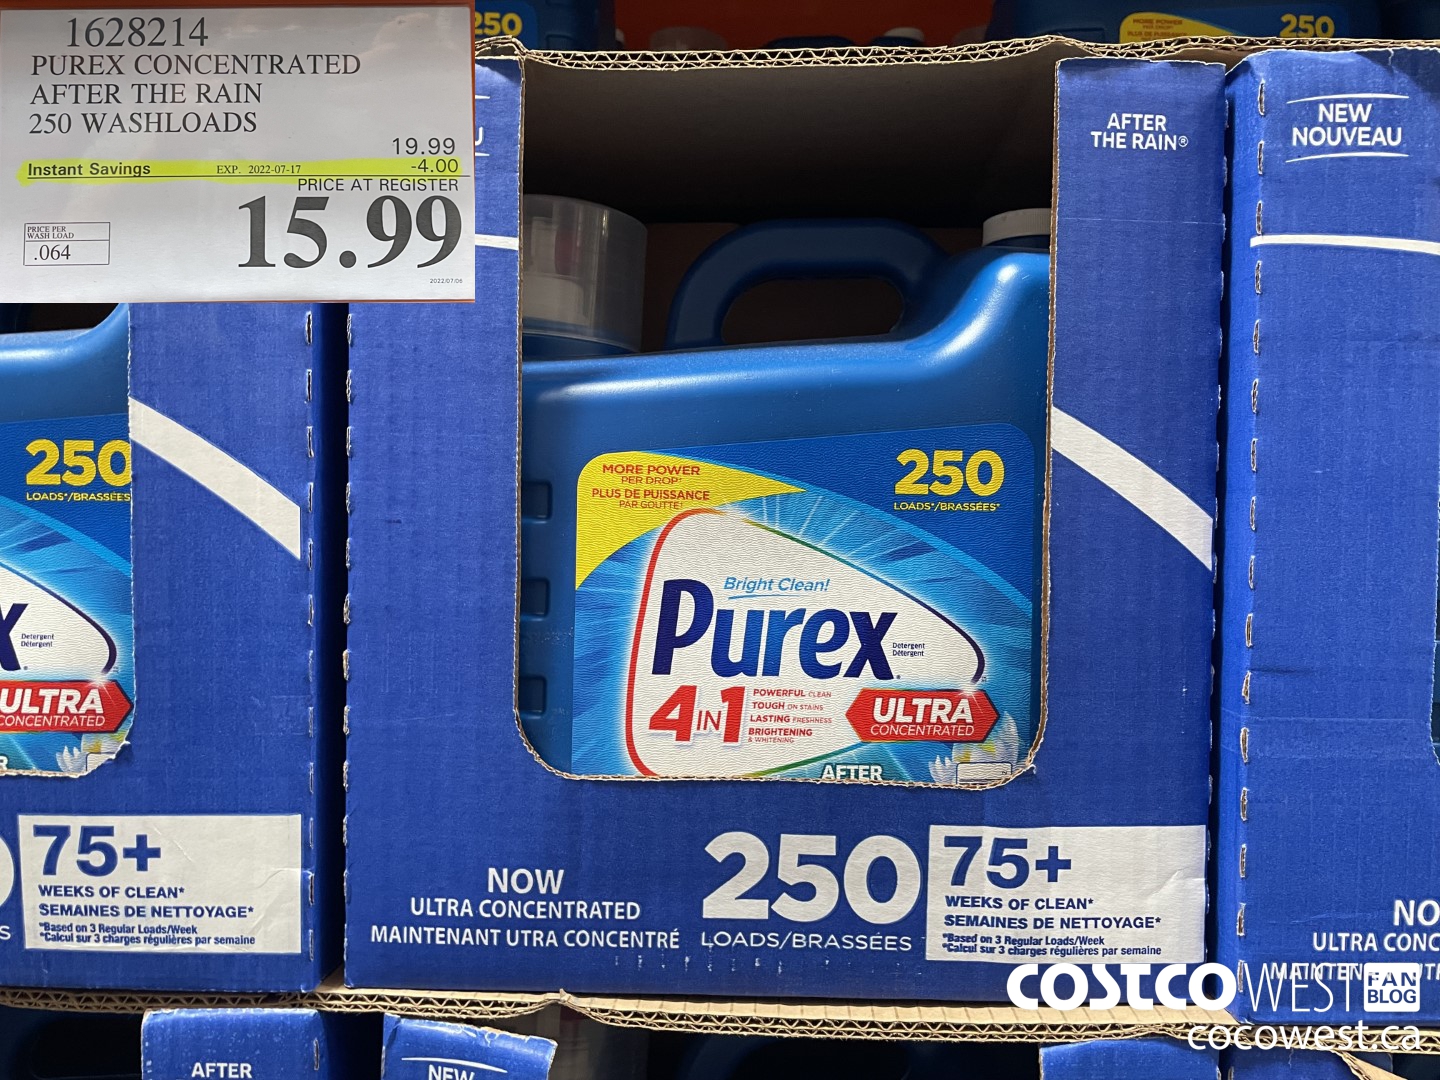 1628214
PUREX CONCENTRATED
AFTER THE RAIN
250 WASHLOADS
19.99
Instant Savings EXP. 2022-07-17 -4.00
PRICE AT REGISTER
15.99
PRICE PER
WASH LOAD
.064
2022/07/06
250
MORE POWER
250
AFTER
THE RAIN®
NEW
NOUVEAU
250
LOADS*/BRASSÉES
Detergent
Détergent
ULTRA
CONCENTRATED
75+
WEEKS OF CLEAN*
SEMAINES DE NETTOYAGE*
*Based on 3 Regular Loads/Week
*Calcul sur 3 charges régulières par semaine
MORE POWER
PER DROP*
PLUS DE PUISSANCE
PAR GOUTTE*
250
LOADS*/BRASSÉES*
Bright Clean!
Purex
Detergent
Détergent
4 IN 1
POWERFUL CLEAN
TOUGH ON STAINS
LASTING FRESHNESS
BRIGHTENING
& WHITENING
ULTRA
CONCENTRATED
AFTER
NOW
ULTRA CONCENTRATED
MAINTENANT UTRA CONCENTRÉ
250
LOADS/BRASSÉES
75+
WEEKS OF CLEAN*
SEMAINES DE NETTOYAGE*
*Based on 3 Regular Loads/Week
*Calcul sur 3 charges régulières par semaine
NO
ULTRA CONC
COSTCO WEST FAN BLOG
cocowest.ca
AFTER
NEW